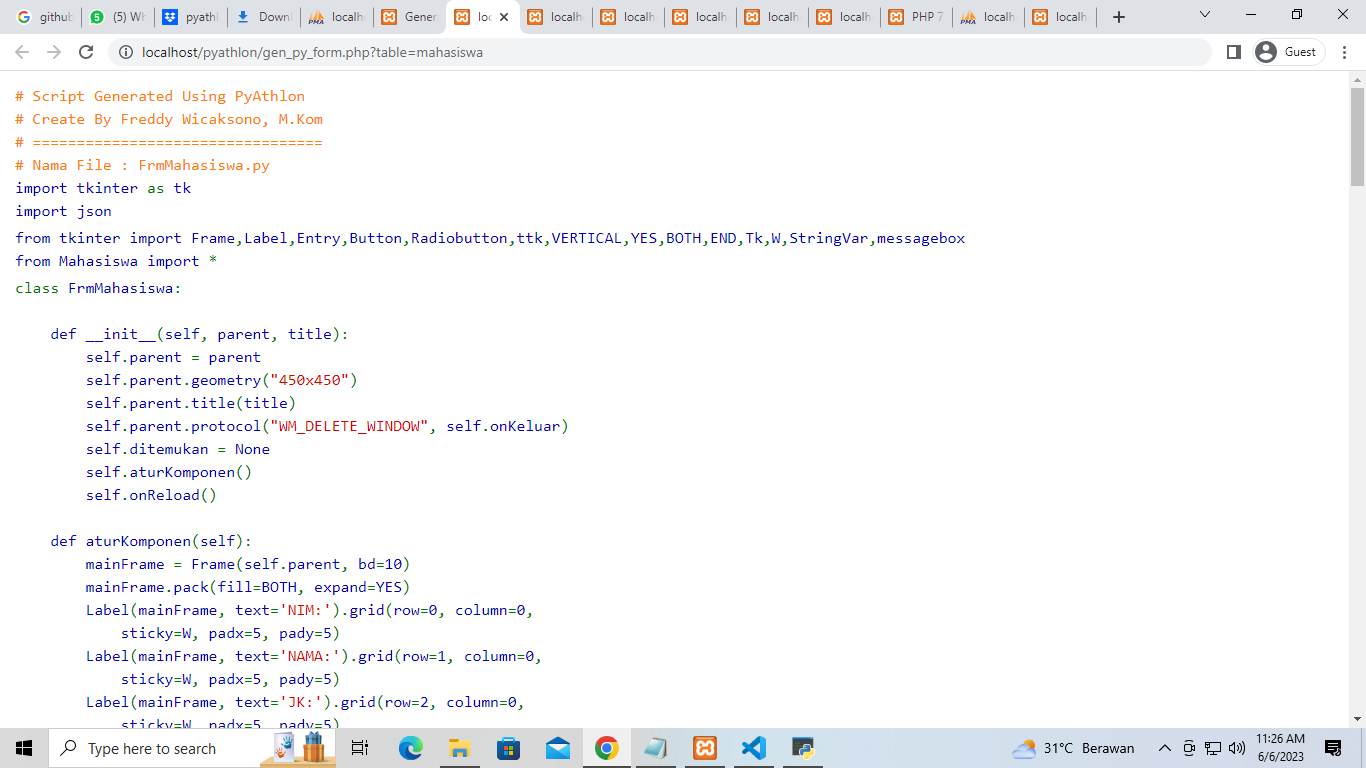 github
(5) Wh
pyath
Downl
localh
Gener
loc
localh
localh
localh
localh
localh
PHP 7
localh
localh
localhost/pyathlon/gen_py_form.php?table=mahasiswa
Guest
# Script Generated Using PyAthlon
# Create By Freddy Wicaksono, M.Kom
# =================================
# Nama File : FrmMahasiswa.py
import tkinter as tk
import json
from tkinter import Frame,Label,Entry,Button,Radiobutton,ttk,VERTICAL,YES,BOTH,END,Tk,W,StringVar,messagebox
from Mahasiswa import *
class FrmMahasiswa:
    def __init__(self, parent, title):
        self.parent = parent
        self.parent.geometry("450x450")
        self.parent.title(title)
        self.parent.protocol("WM_DELETE_WINDOW", self.onKeluar)
        self.ditemukan = None
        self.aturKomponen()
        self.onReload()
    def aturKomponen(self):
        mainFrame = Frame(self.parent, bd=10)
        mainFrame.pack(fill=BOTH, expand=YES)
        Label(mainFrame, text='NIM:').grid(row=0, column=0,
            sticky=W, padx=5, pady=5)
        Label(mainFrame, text='NAMA:').grid(row=1, column=0,
            sticky=W, padx=5, pady=5)
        Label(mainFrame, text='JK:').grid(row=2, column=0,
            sticky=W, padx=5, pady=5)
Type here to search
31°C Berawan
11:26 AM
6/6/2023